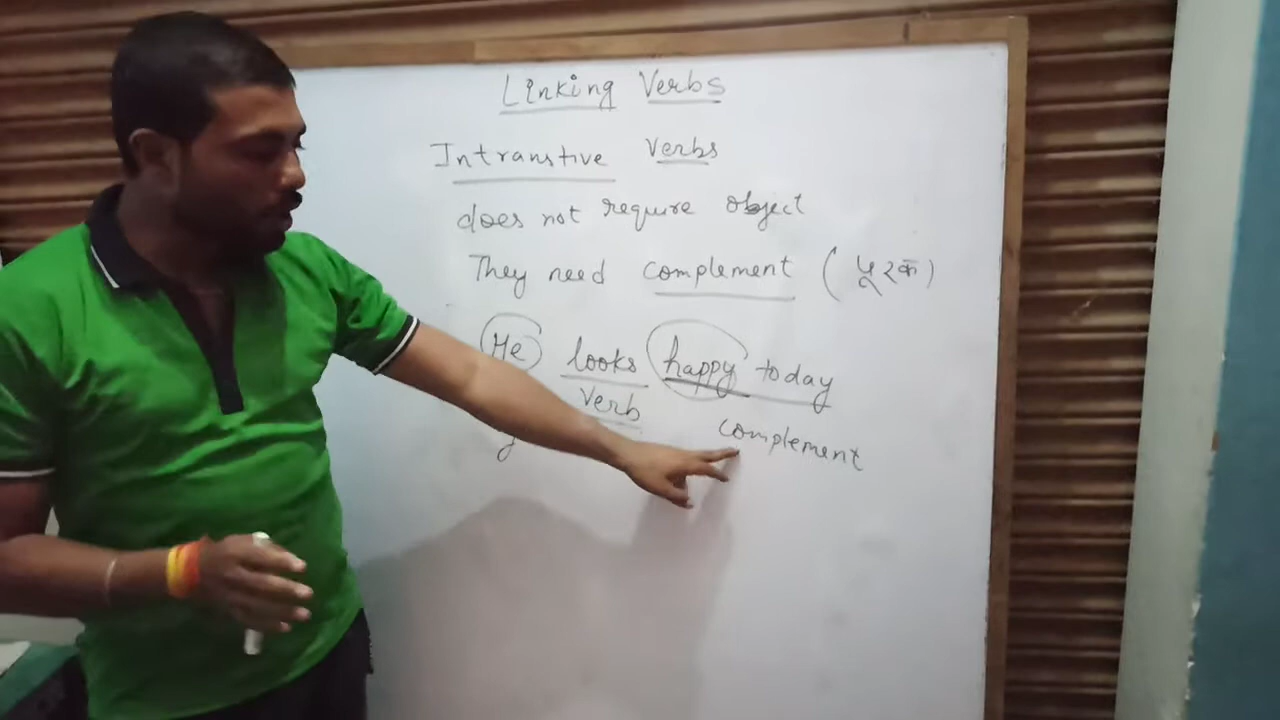 Linking Verbs
Intranstive Verbs
does not require object
They need complement (पूरक)
He looks happy today
Verb
complement